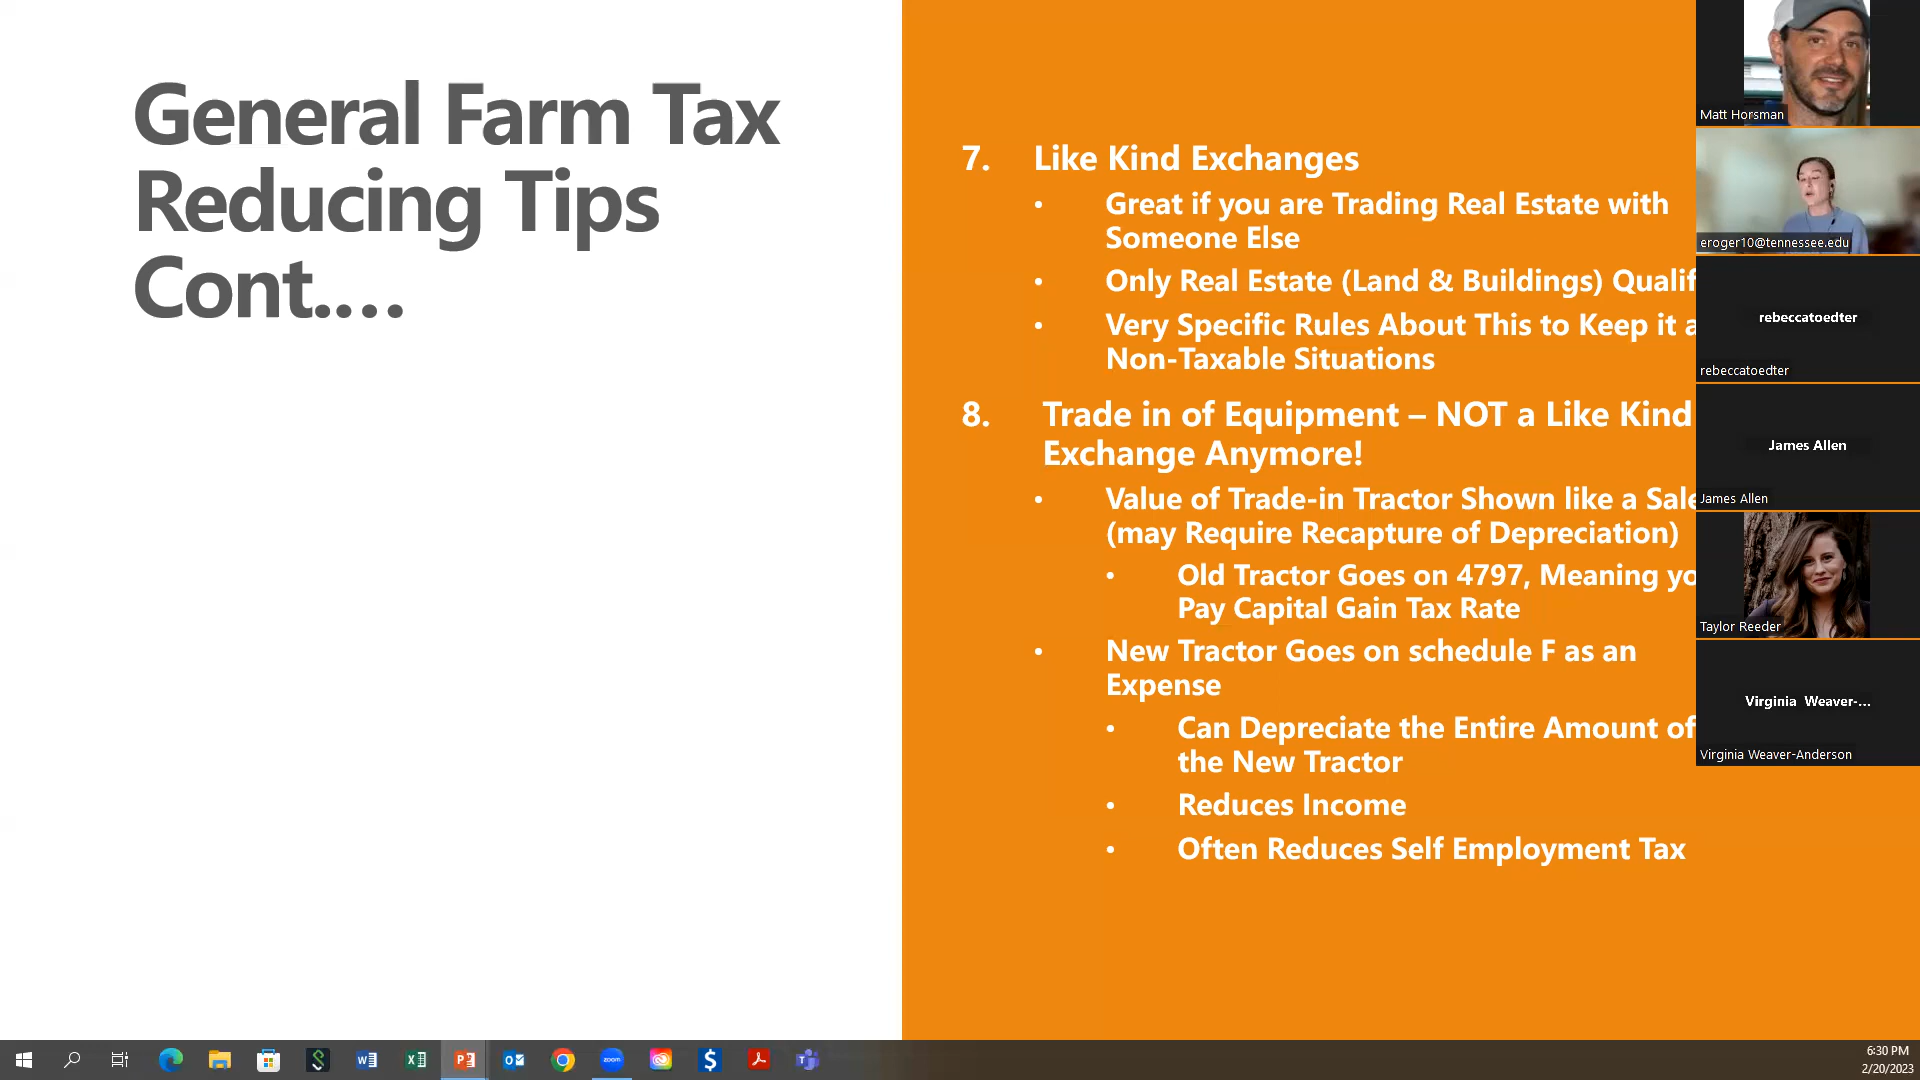 General Farm Tax
Reducing Tips
Cont.…
7. Like Kind Exchanges
• Great if you are Trading Real Estate with
Someone Else
• Only Real Estate (Land & Buildings) Qualif
• Very Specific Rules About This to Keep it a
Non-Taxable Situations
8. Trade in of Equipment – NOT a Like Kind
Exchange Anymore!
• Value of Trade-in Tractor Shown like a Sale
(may Require Recapture of Depreciation)
• Old Tractor Goes on 4797, Meaning yo
Pay Capital Gain Tax Rate
• New Tractor Goes on schedule F as an
Expense
• Can Depreciate the Entire Amount of
the New Tractor
• Reduces Income
• Often Reduces Self Employment Tax
Matt Horsman
eroger10@tennessee.edu
rebeccatoedter
rebeccatoedter
James Allen
James Allen
Taylor Reeder
Virginia Weaver-...
Virginia Weaver-Anderson
zoom
6:30 PM
2/20/2023